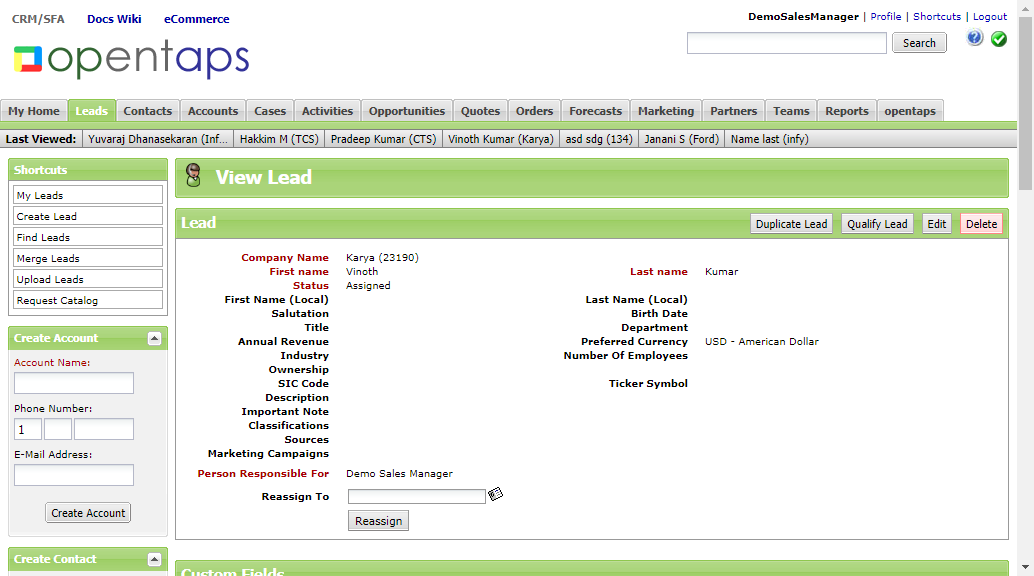 CRM/SFA Docs Wiki eCommerce
DemoSalesManager | Profile | Shortcuts | Logout
opentaps
Search
My Home Leads Contacts Accounts Cases Activities Opportunities Quotes Orders Forecasts Marketing Partners Teams Reports opentaps
Last Viewed: Yuvaraj Dhanasekaran (Inf... Hakkim M (TCS) Pradeep Kumar (CTS) Vinoth Kumar (Karya) asd sdg (134) Janani S (Ford) Name last (infy)
Shortcuts
My Leads
Create Lead
Find Leads
Merge Leads
Upload Leads
Request Catalog
Create Account
Account Name:
Phone Number:
1
E-Mail Address:
Create Account
Create Contact
View Lead
Lead
Duplicate Lead Qualify Lead Edit Delete
Company Name Karya (23190)
First name Vinoth Last name Kumar
Status Assigned
First Name (Local) Last Name (Local)
Salutation Birth Date
Title Department
Annual Revenue Preferred Currency USD - American Dollar
Industry Number Of Employees
Ownership
SIC Code Ticker Symbol
Description
Important Note
Classifications
Sources
Marketing Campaigns
Person Responsible For Demo Sales Manager
Reassign To
Reassign
Custom Fields